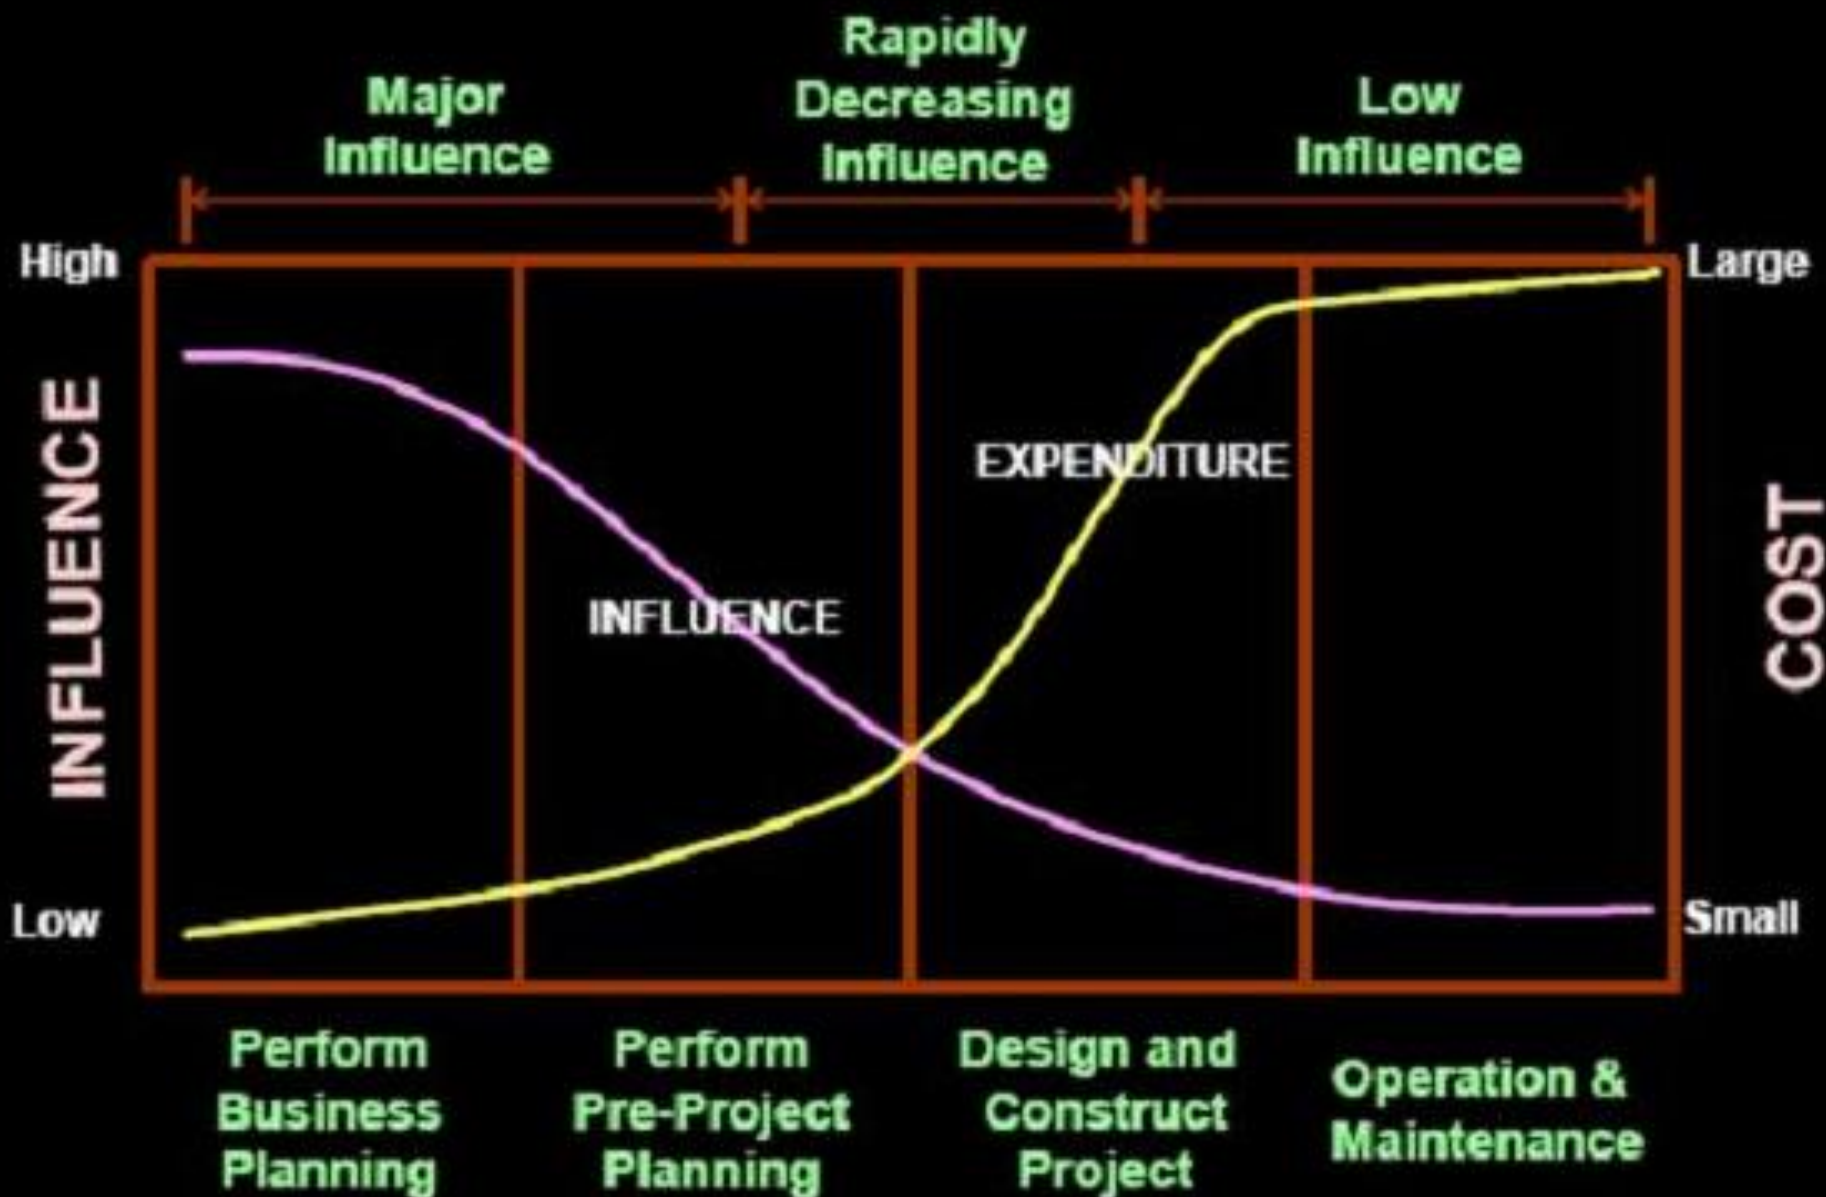 Major
Influence
Rapidly
Decreasing
Influence
Low
Influence
High
Large
INFLUENCE
EXPENDITURE
INFLUENCE
COST
Low
Small
Perform
Business
Planning
Perform
Pre-Project
Planning
Design and
Construct
Project
Operation &
Maintenance